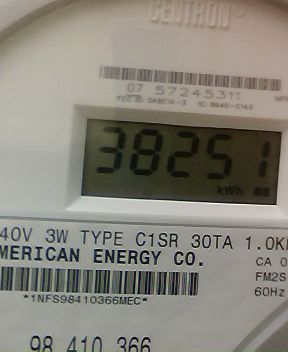 CENTRON®
07 57245311
38251
kWh
40V 3W TYPE C1SR 30TA 1.0K
MERICAN ENERGY CO.
CA 0
FM2S
60Hz
*1NFS98410366MEC*
98 410 366